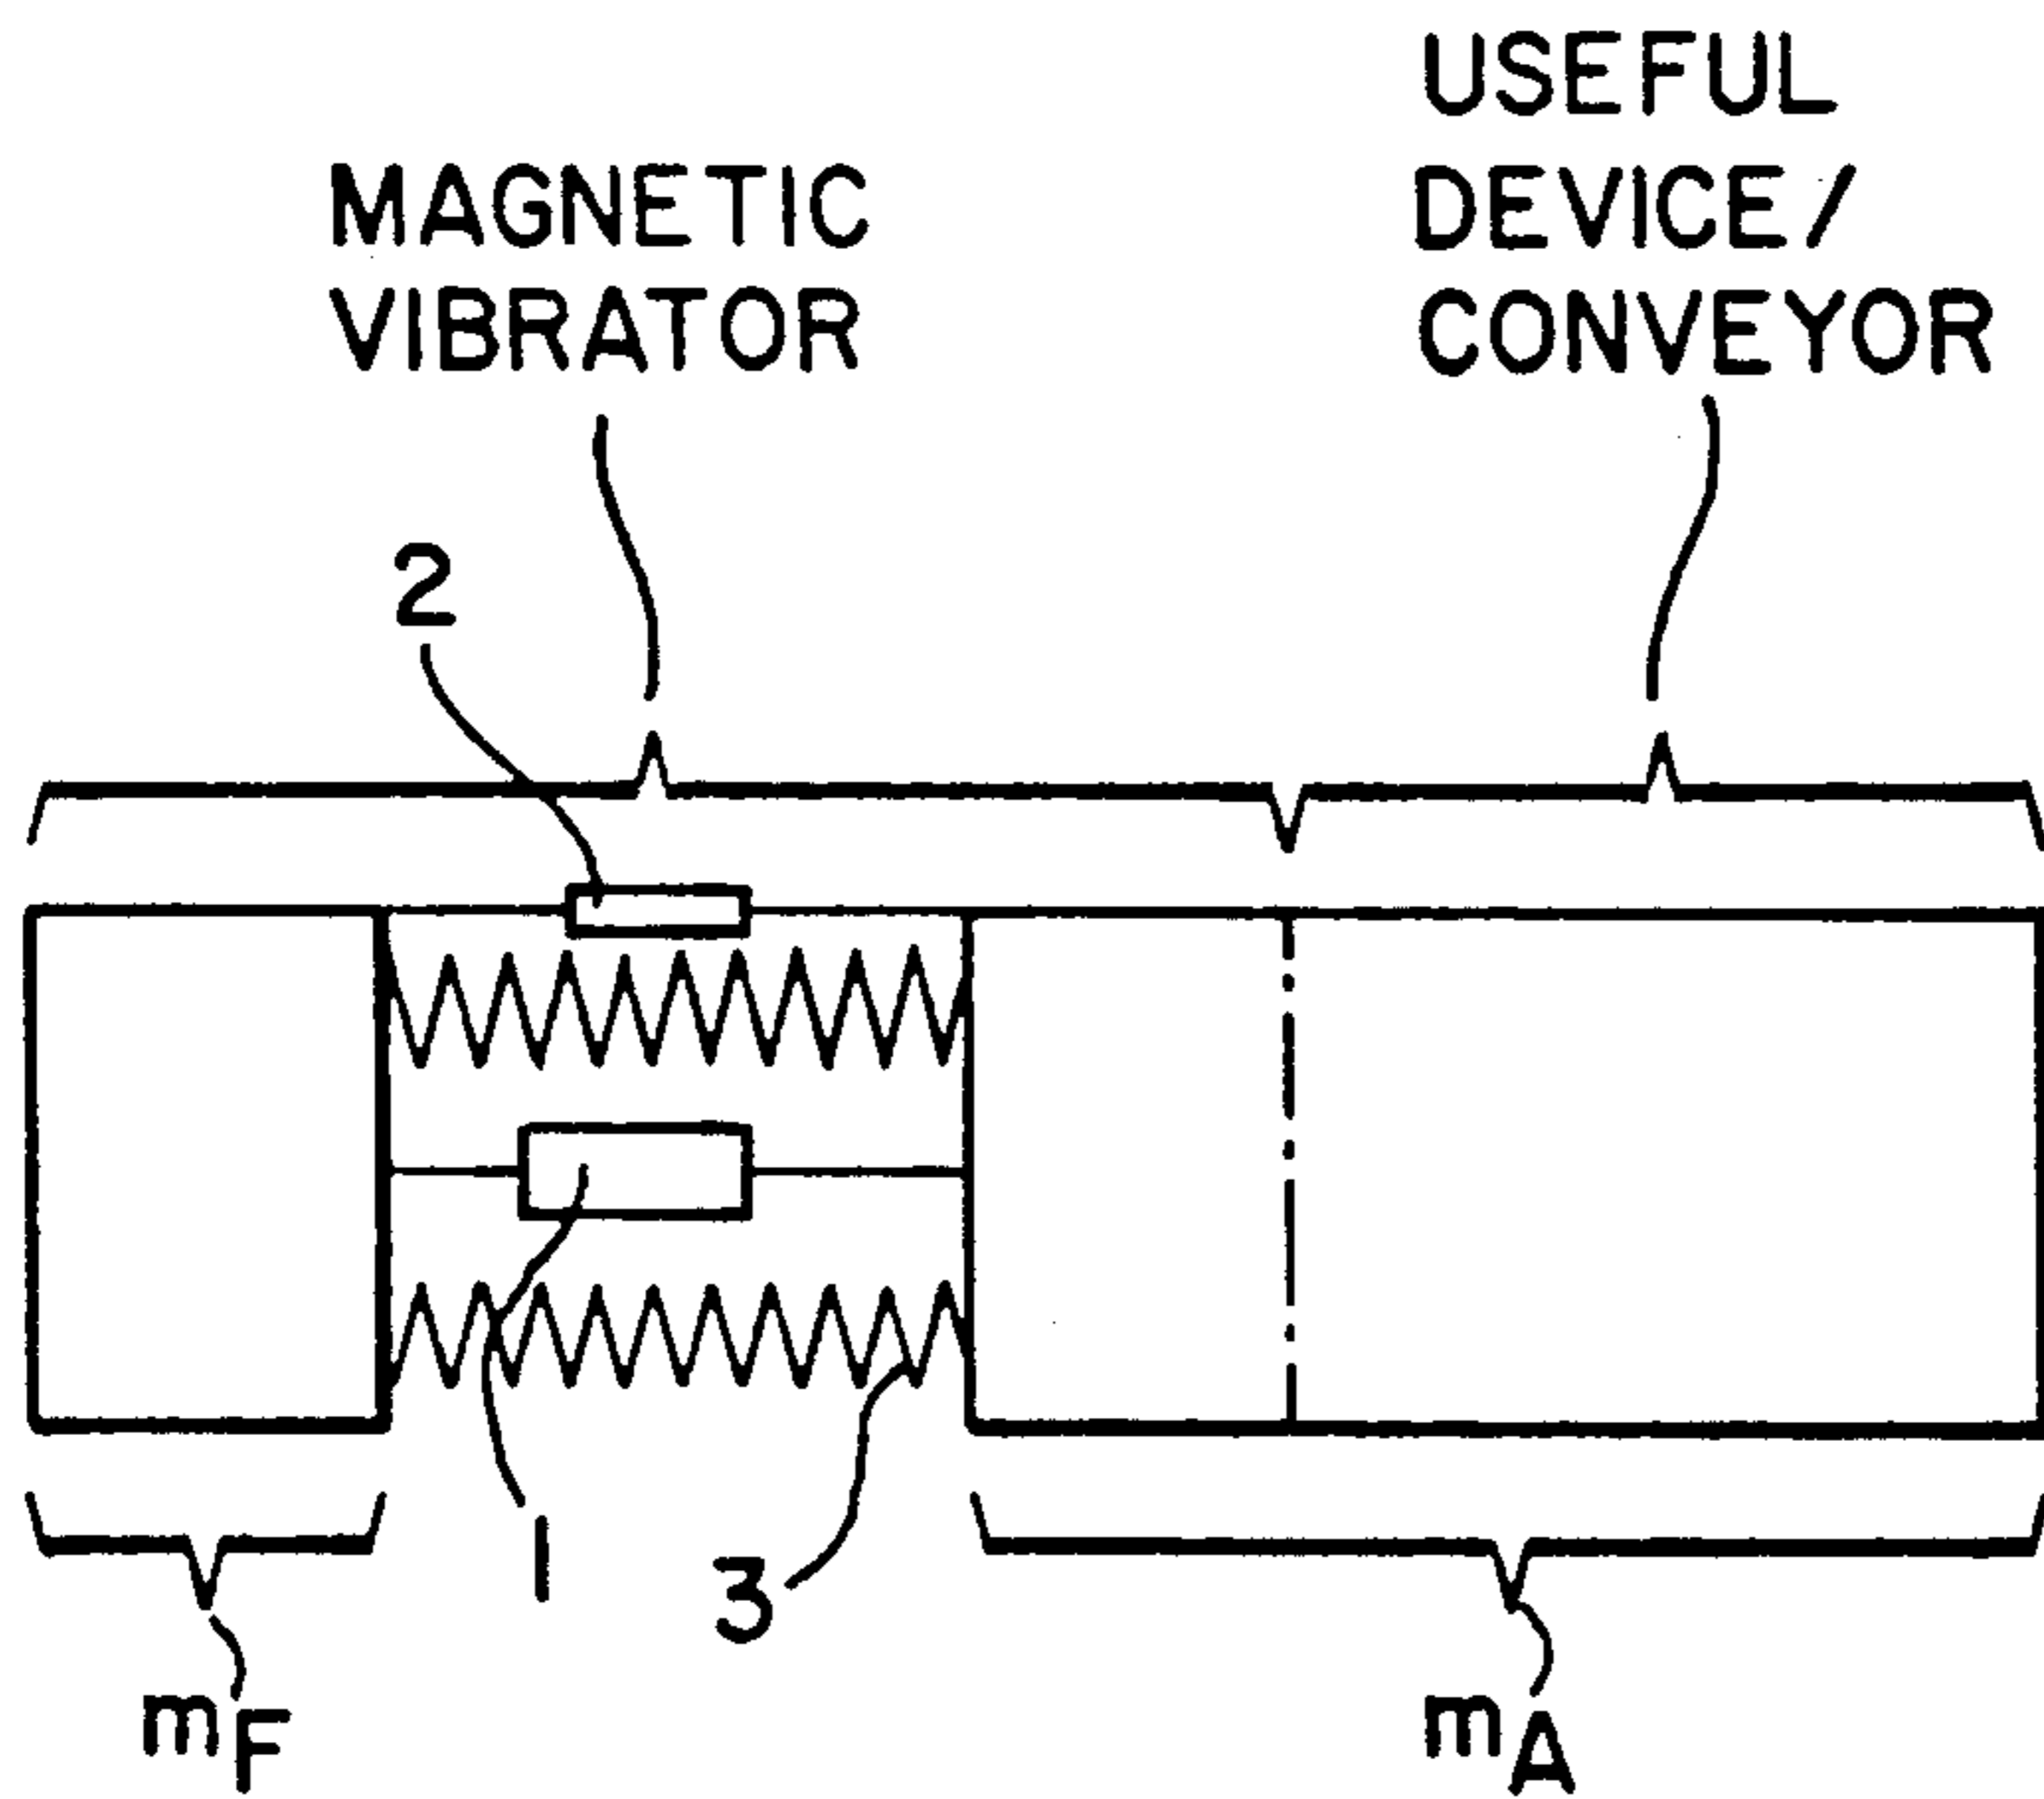 USEFUL
DEVICE/
CONVEYOR
MAGNETIC
VIBRATOR
2
1
3
mF
mA